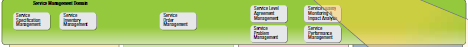 Service Management Domain
Service
Specification
Management
Service
Inventory
Management
Service
Order
Management
Service Level
Agreement
Management
Service
Problem
Management
Service Quality
Monitoring &
Impact Analysis
Service
Performance
Management